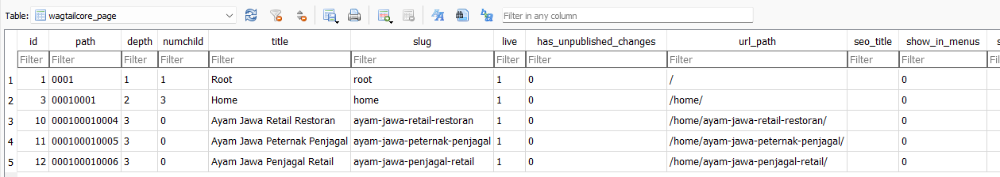 Table: wagtailcore_page Filter in any column
id path depth numchild title slug live has_unpublished_changes url_path seo_title show_in_menus s
Filter Filter Filter Filter Filter Filter Filter Filter Filter Filter Filter
1 1 0001 1 1 Root root 1 0 / 0
2 3 00010001 2 3 Home home 1 0 /home/ 0
3 10 000100010004 3 0 Ayam Jawa Retail Restoran ayam-jawa-retail-restoran 1 0 /home/ayam-jawa-retail-restoran/ 0
4 11 000100010005 3 0 Ayam Jawa Peternak Penjagal ayam-jawa-peternak-penjagal 1 0 /home/ayam-jawa-peternak-penjagal/ 0
5 12 000100010006 3 0 Ayam Jawa Penjagal Retail ayam-jawa-penjagal-retail 1 0 /home/ayam-jawa-penjagal-retail/ 0